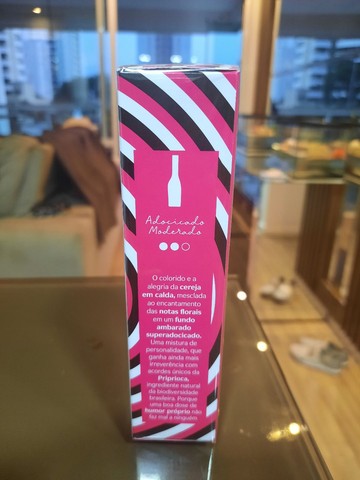 Adocicado
Moderado
O colorido e a
alegria da cereja
em calda, mesclada
ao encantamento
das notas florais
em um fundo
ambarado
superadocicado.
Uma mistura de
personalidade, que
ganha ainda mais
irreverência com
acordes únicos da
Priprioca,
ingrediente natural
da biodiversidade
brasileira. Porque
uma boa dose de
humor próprio não
faz mal a ninguém.